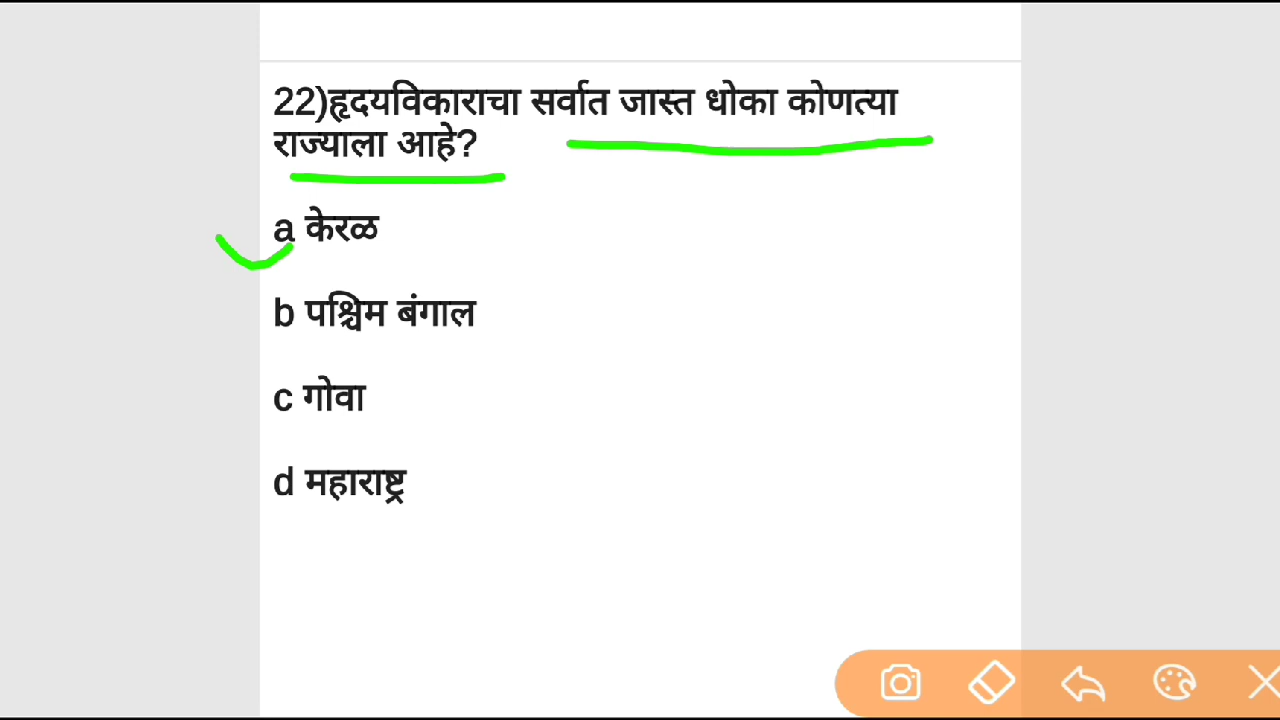 22)हृदयविकाराचा सर्वात जास्त धोका कोणत्या
राज्याला आहे?
a केरळ
b पश्चिम बंगाल
c गोवा
d महाराष्ट्र